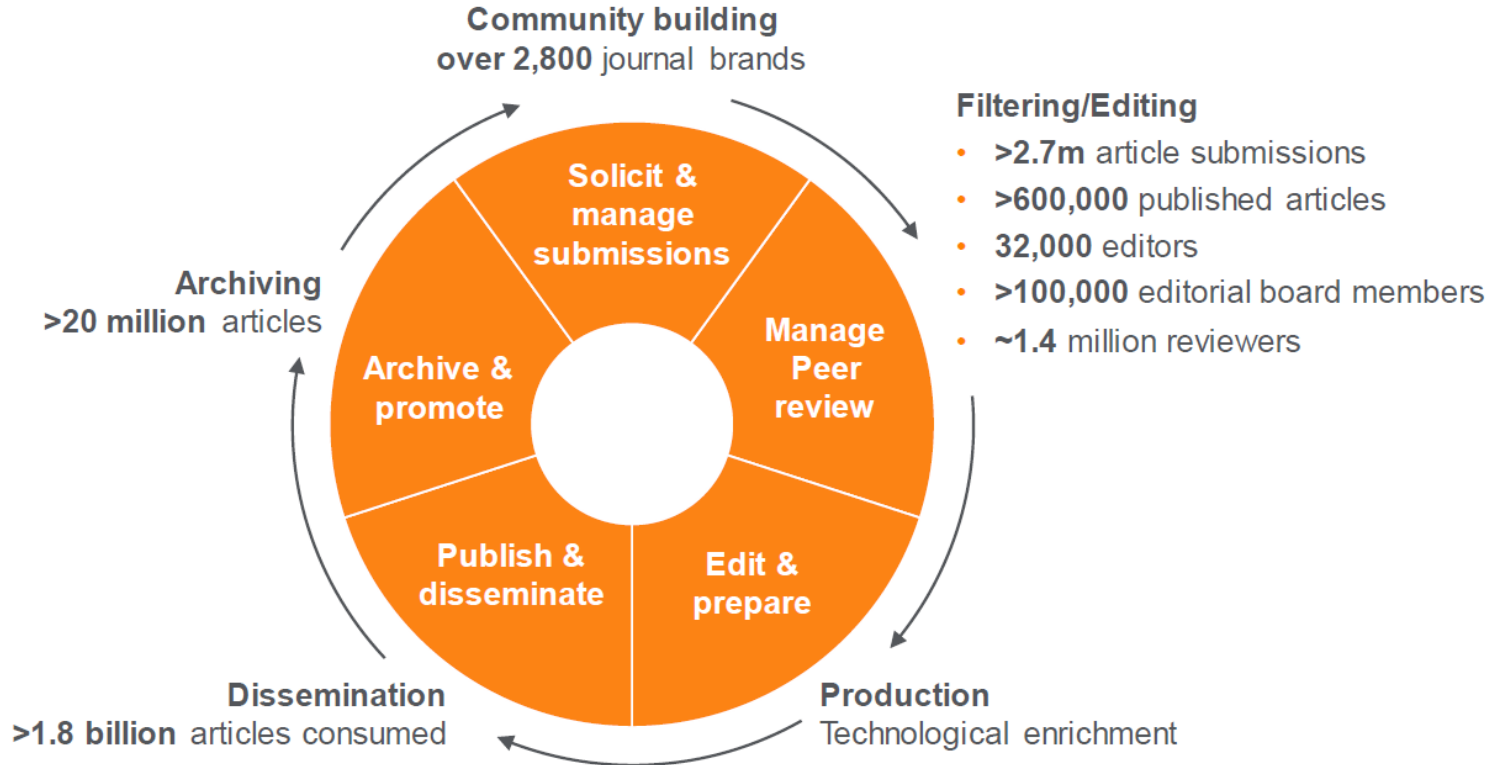 Community building
over 2,800 journal brands
Filtering/Editing
• >2.7m article submissions
• >600,000 published articles
• 32,000 editors
• >100,000 editorial board members
• ~1.4 million reviewers
Solicit &
manage
submissions
Archiving
>20 million articles
Manage
Peer
review
Archive &
promote
Publish &
disseminate
Edit &
prepare
Dissemination
>1.8 billion articles consumed
Production
Technological enrichment